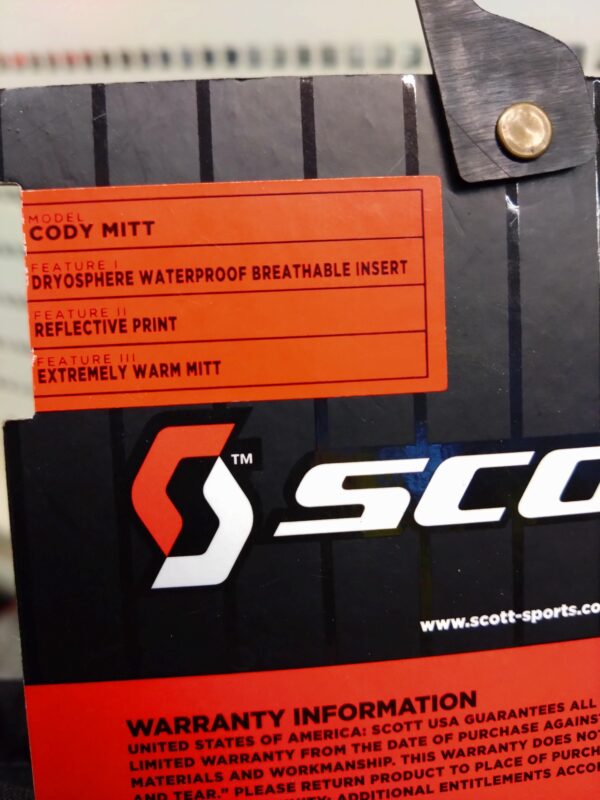 MODEL
CODY MITT
FEATURE I
DRYOSPHERE WATERPROOF BREATHABLE INSERT
FEATURE II
REFLECTIVE PRINT
FEATURE III
EXTREMELY WARM MITT
TM
SCO
www.scott-sports.co
WARRANTY INFORMATION
UNITED STATES OF AMERICA: SCOTT USA GUARANTEES ALL
LIMITED WARRANTY FROM THE DATE OF PURCHASE AGAINS
MATERIALS AND WORKMANSHIP. THIS WARRANTY DOES NO
AND TEAR." PLEASE RETURN PRODUCT TO PLACE OF PURCH
ADDITIONAL ENTITLEMENTS ACCO